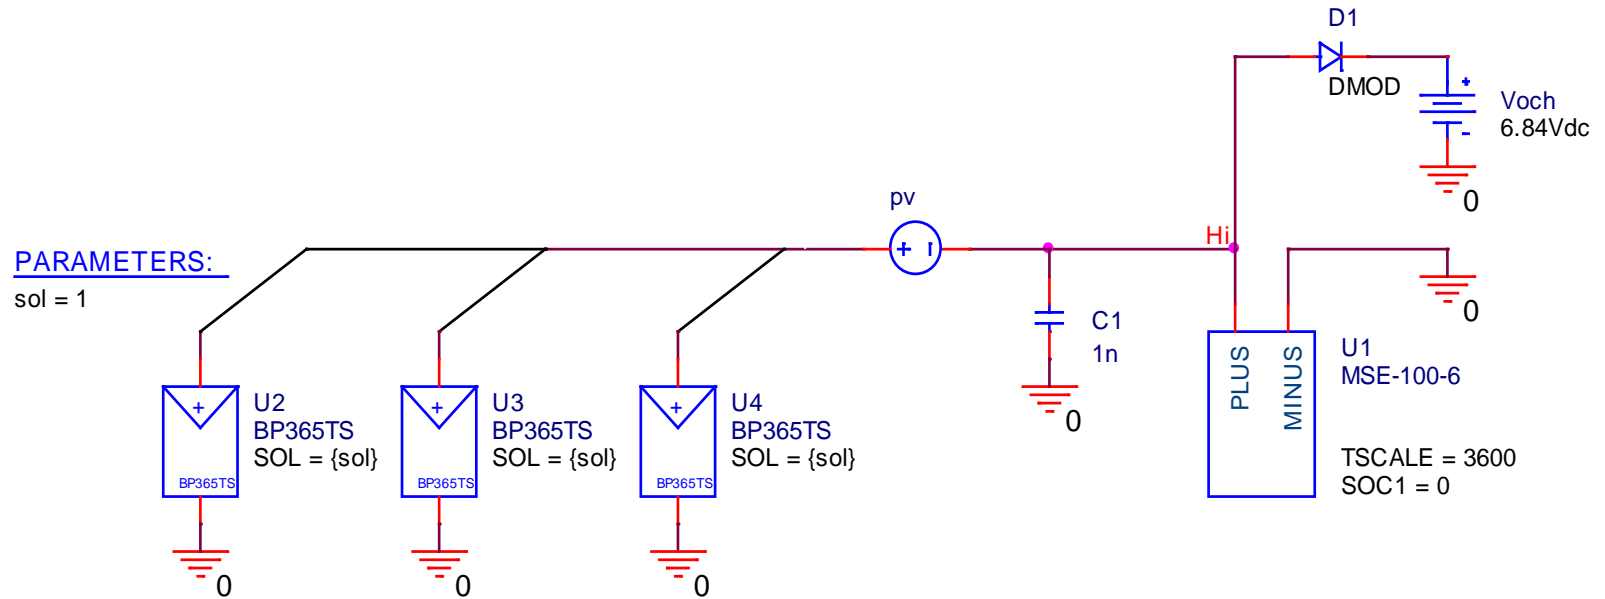 PARAMETERS:
sol = 1
U2
BP365TS
SOL = {sol}
BP365TS
0
U3
BP365TS
SOL = {sol}
BP365TS
0
U4
BP365TS
SOL = {sol}
BP365TS
0
pv
+ -
C1
1n
0
Hi
D1
DMOD
+
-
Voch
6.84Vdc
0
0
PLUS
MINUS
U1
MSE-100-6
TSCALE = 3600
SOC1 = 0